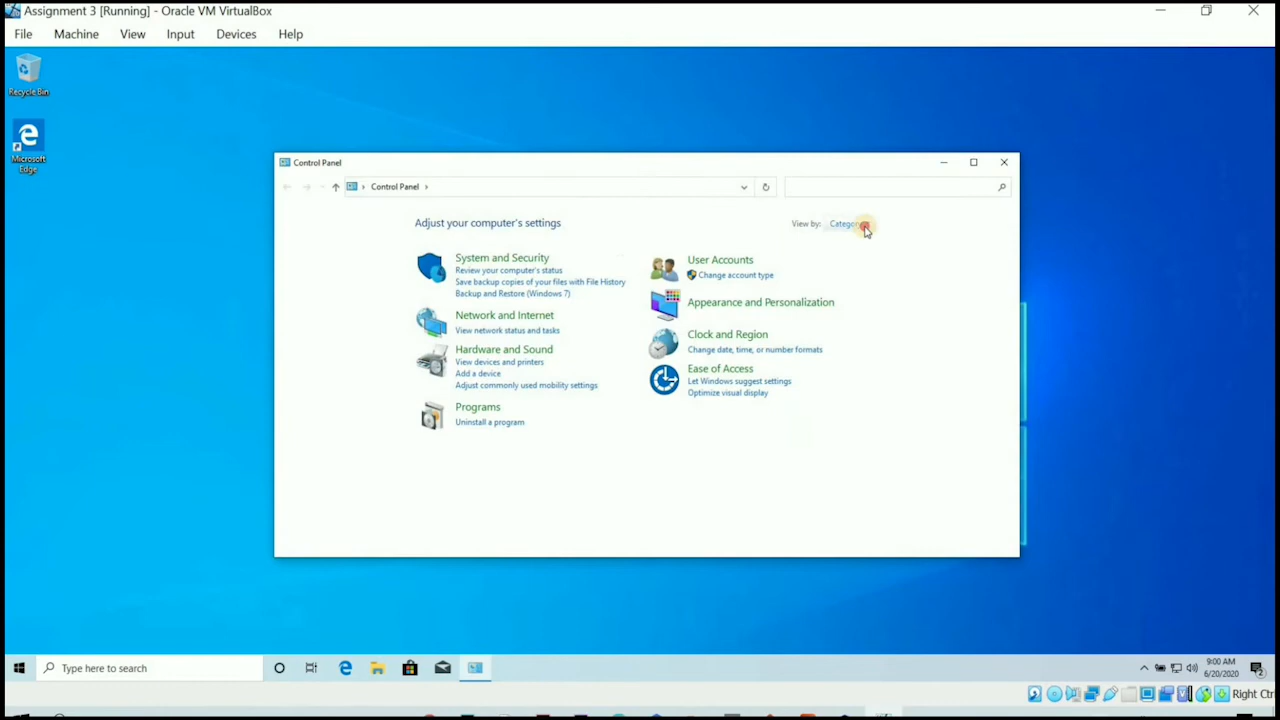 Assignment 3 [Running] - Oracle VM VirtualBox
File Machine View Input Devices Help
Recycle Bin
Microsoft
Edge
Control Panel
Control Panel
Adjust your computer's settings
View by:
System and Security
Review your computer's status
Save backup copies of your files with File History
Backup and Restore (Windows 7)
Network and Internet
View network status and tasks
Hardware and Sound
View devices and printers
Add a device
Adjust commonly used mobility settings
Programs
Uninstall a program
User Accounts
Change account type
Appearance and Personalization
Clock and Region
Change date, time, or number formats
Ease of Access
Let Windows suggest settings
Optimize visual display
Type here to search
9:00 AM
6/20/2020
2
Right Ctr